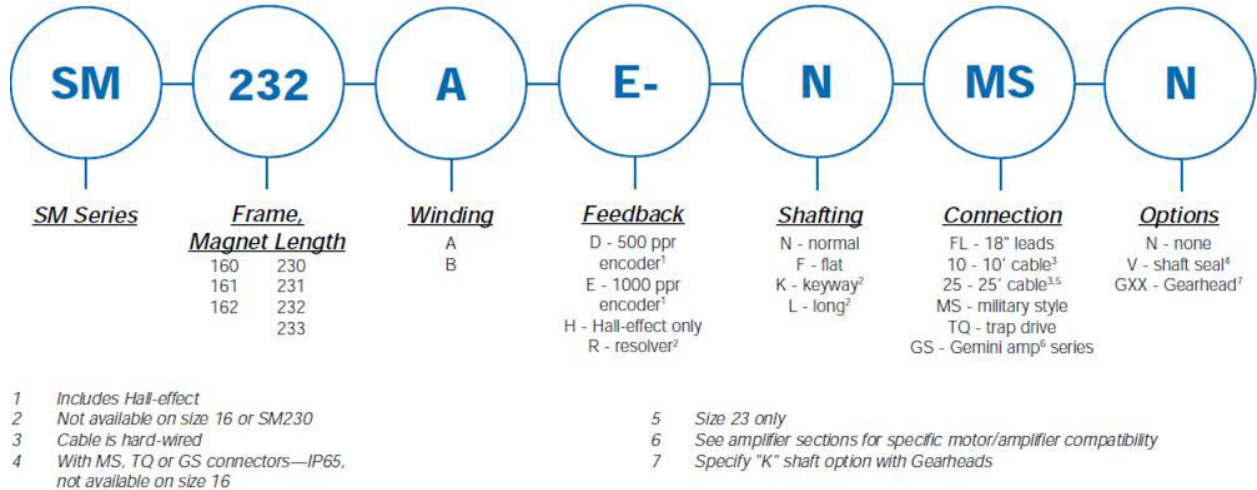 SM
232
A
E-
N
MS
N
SM Series
Frame,
Magnet Length
160 230
161 231
162 232
233
Winding
A
B
Feedback
D - 500 ppr
encoder¹
E - 1000 ppr
encoder¹
H - Hall-effect only
R - resolver²
Shafting
N - normal
F - flat
K - keyway²
L - long²
Connection
FL - 18" leads
10 - 10' cable³
25 - 25' cable³,⁵
MS - military style
TQ - trap drive
GS - Gemini amp⁶ series
Options
N - none
V - shaft seal⁴
GXX - Gearhead⁷
1 Includes Hall-effect
2 Not available on size 16 or SM230
3 Cable is hard-wired
4 With MS, TQ or GS connectors—IP65,
not available on size 16
5 Size 23 only
6 See amplifier sections for specific motor/amplifier compatibility
7 Specify "K" shaft option with Gearheads